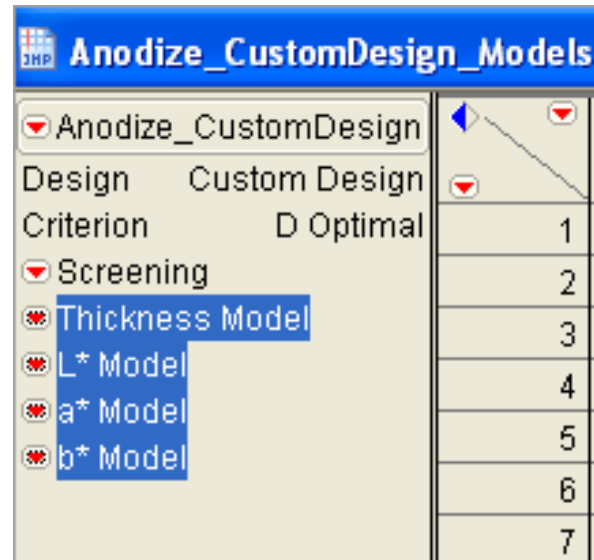 JMP Anodize_CustomDesign_Models
Anodize_CustomDesign
Design Custom Design
Criterion D Optimal
Screening
Thickness Model
L* Model
a* Model
b* Model
1
2
3
4
5
6
7